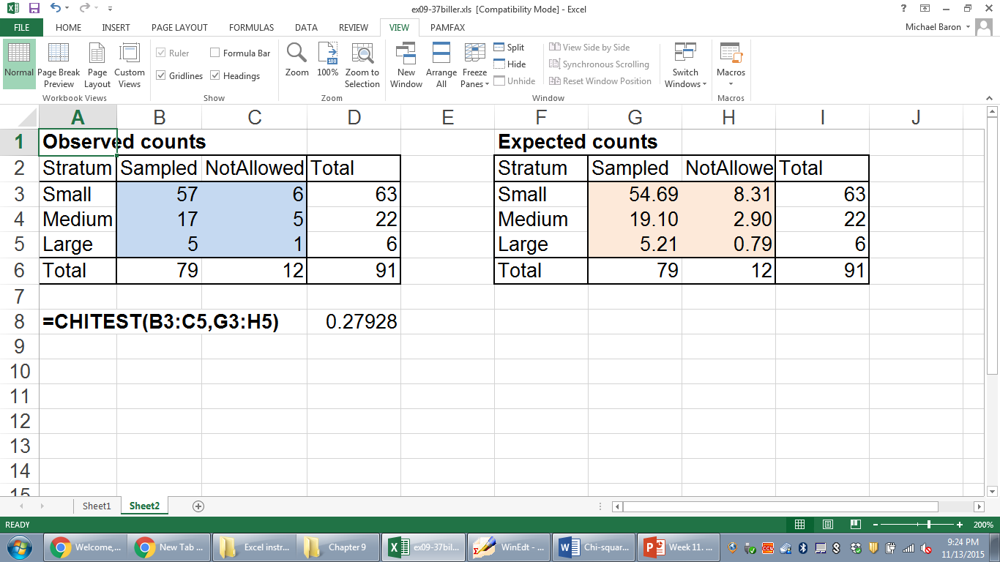 ex09-37biller.xls [Compatibility Mode] - Excel
FILE HOME INSERT PAGE LAYOUT FORMULAS DATA REVIEW VIEW PAMFAX Michael Baron
Normal Page Break Preview Page Layout Custom Views
Workbook Views
Ruler Formula Bar
Gridlines Headings
Show
Zoom 100% Zoom to Selection
Zoom
New Window Arrange All Freeze Panes
Split
Hide
Unhide
View Side by Side
Synchronous Scrolling
Reset Window Position
Window
Switch Windows
Macros
Macros
A B C D E F G H I J
1 Observed counts Expected counts
2 Stratum Sampled NotAllowed Total Stratum Sampled NotAllowe Total
3 Small 57 6 63 Small 54.69 8.31 63
4 Medium 17 5 22 Medium 19.10 2.90 22
5 Large 5 1 6 Large 5.21 0.79 6
6 Total 79 12 91 Total 79 12 91
7
8 =CHITEST(B3:C5,G3:H5) 0.27928
9
10
11
12
13
14
15
Sheet1 Sheet2
READY 200%
Welcome,... New Tab ... Excel instr... Chapter 9 ex09-37bil... WinEdt - ... Chi-squar... Week 11. ... 9:24 PM
11/13/2015